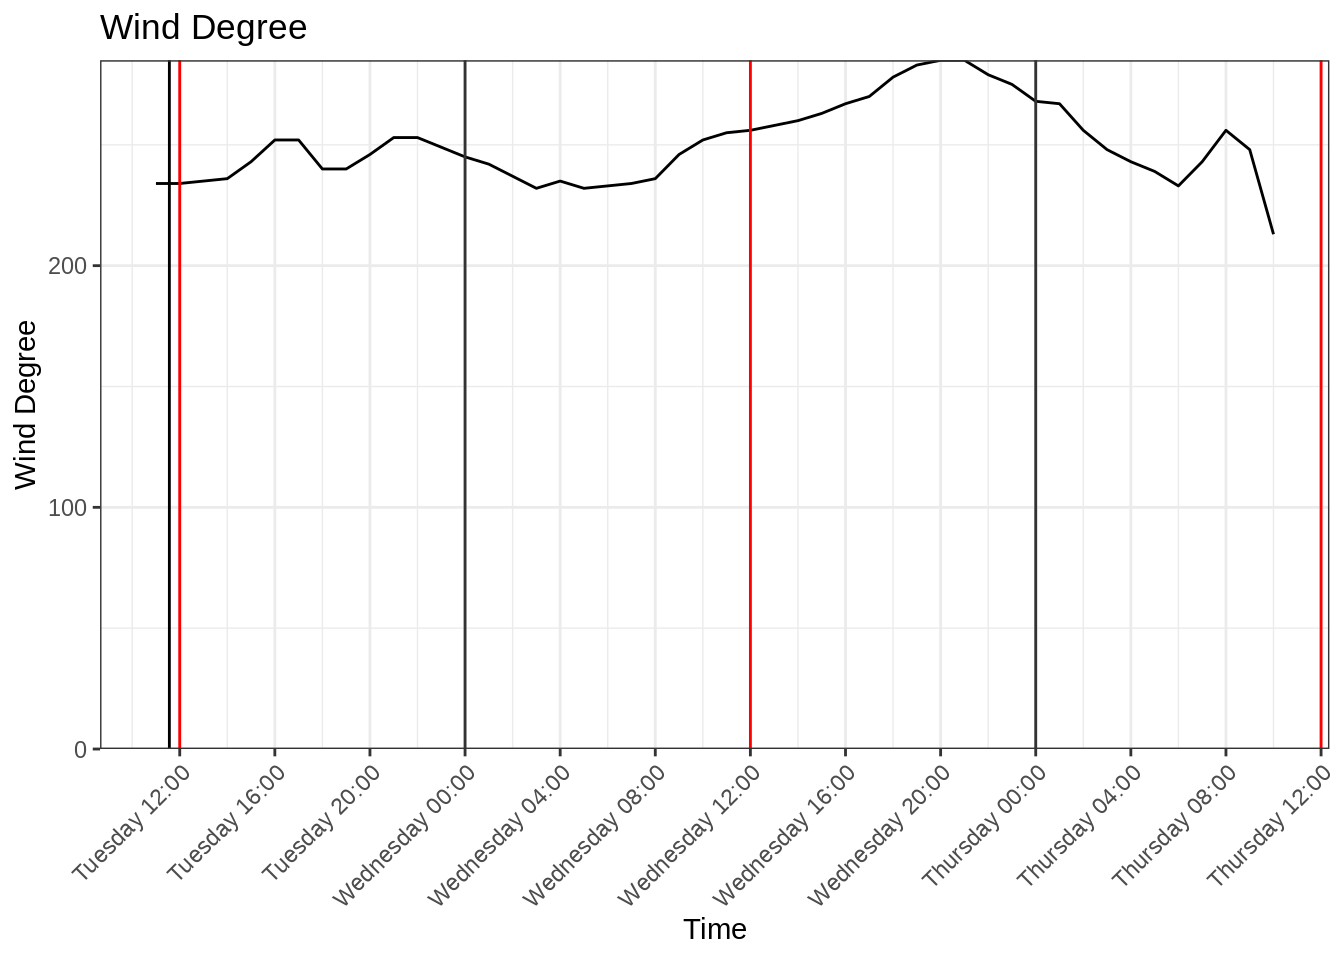 Wind Degree
Wind Degree
200
100
0
Tuesday 12:00
Tuesday 16:00
Tuesday 20:00
Wednesday 00:00
Wednesday 04:00
Wednesday 08:00
Wednesday 12:00
Wednesday 16:00
Wednesday 20:00
Thursday 00:00
Thursday 04:00
Thursday 08:00
Thursday 12:00
Time